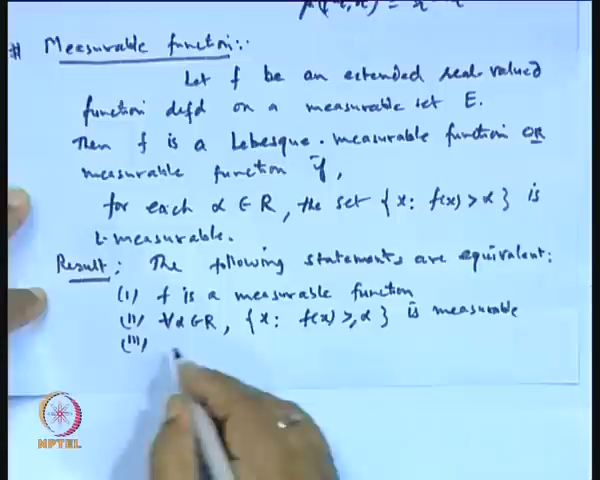 # Measurable function:.
Let f be an extended real-valued
function defd on a measurable set E.
Then f is a Lebesque. measurable function OR
measurable function if,
for each α ∈ R, the set {x: f(x) > α} is
L-measurable.
Result: The following statements are equivalent:
(I) f is a measurable function
(II) ∀α∈R, {x: f(x) ≥ α} is measurable
(III)
NPTEL